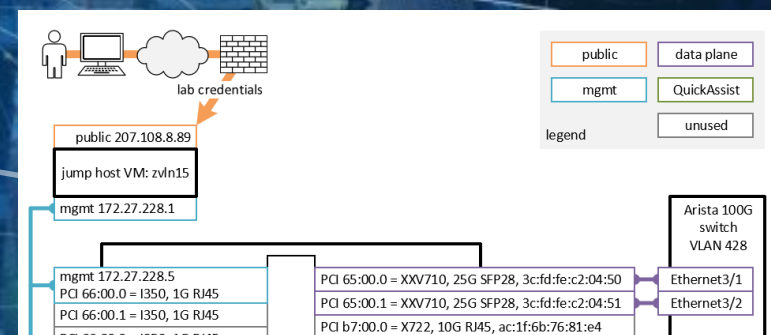 lab credentials
public
data plane
mgmt
QuickAssist
unused
legend
public 207.108.8.89
jump host VM: zvln15
mgmt 172.27.228.1
Arista 100G
switch
VLAN 428
mgmt 172.27.228.5
PCI 66:00.0 = I350, 1G RJ45
PCI 66:00.1 = I350, 1G RJ45
PCI 65:00.0 = XXV710, 25G SFP28, 3c:fd:fe:c2:04:50
Ethernet3/1
PCI 65:00.1 = XXV710, 25G SFP28, 3c:fd:fe:c2:04:51
Ethernet3/2
PCI b7:00.0 = X722, 10G RJ45, ac:1f:6b:76:81:e4